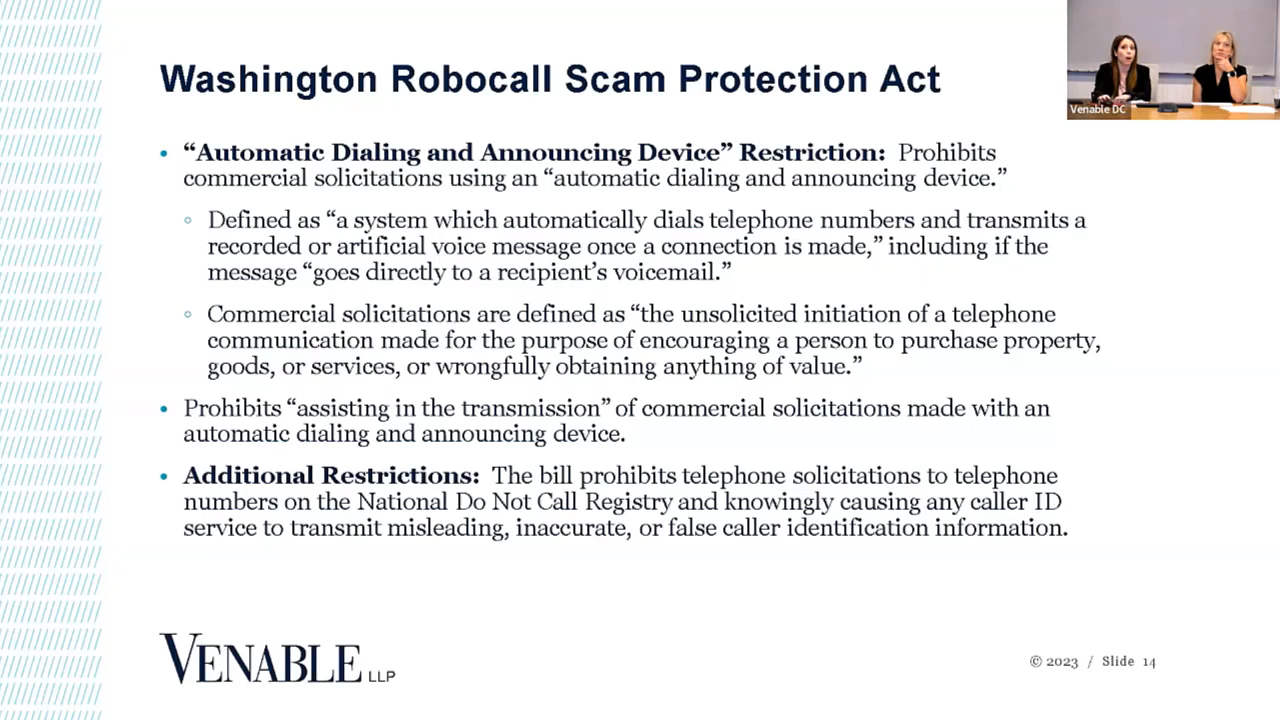 Washington Robocall Scam Protection Act
Venable DC
• “Automatic Dialing and Announcing Device” Restriction: Prohibits
commercial solicitations using an “automatic dialing and announcing device.”
◦ Defined as “a system which automatically dials telephone numbers and transmits a
recorded or artificial voice message once a connection is made,” including if the
message “goes directly to a recipient’s voicemail.”
◦ Commercial solicitations are defined as “the unsolicited initiation of a telephone
communication made for the purpose of encouraging a person to purchase property,
goods, or services, or wrongfully obtaining anything of value.”
• Prohibits “assisting in the transmission” of commercial solicitations made with an
automatic dialing and announcing device.
• Additional Restrictions: The bill prohibits telephone solicitations to telephone
numbers on the National Do Not Call Registry and knowingly causing any caller ID
service to transmit misleading, inaccurate, or false caller identification information.
VENABLE LLP
© 2023 / Slide 14